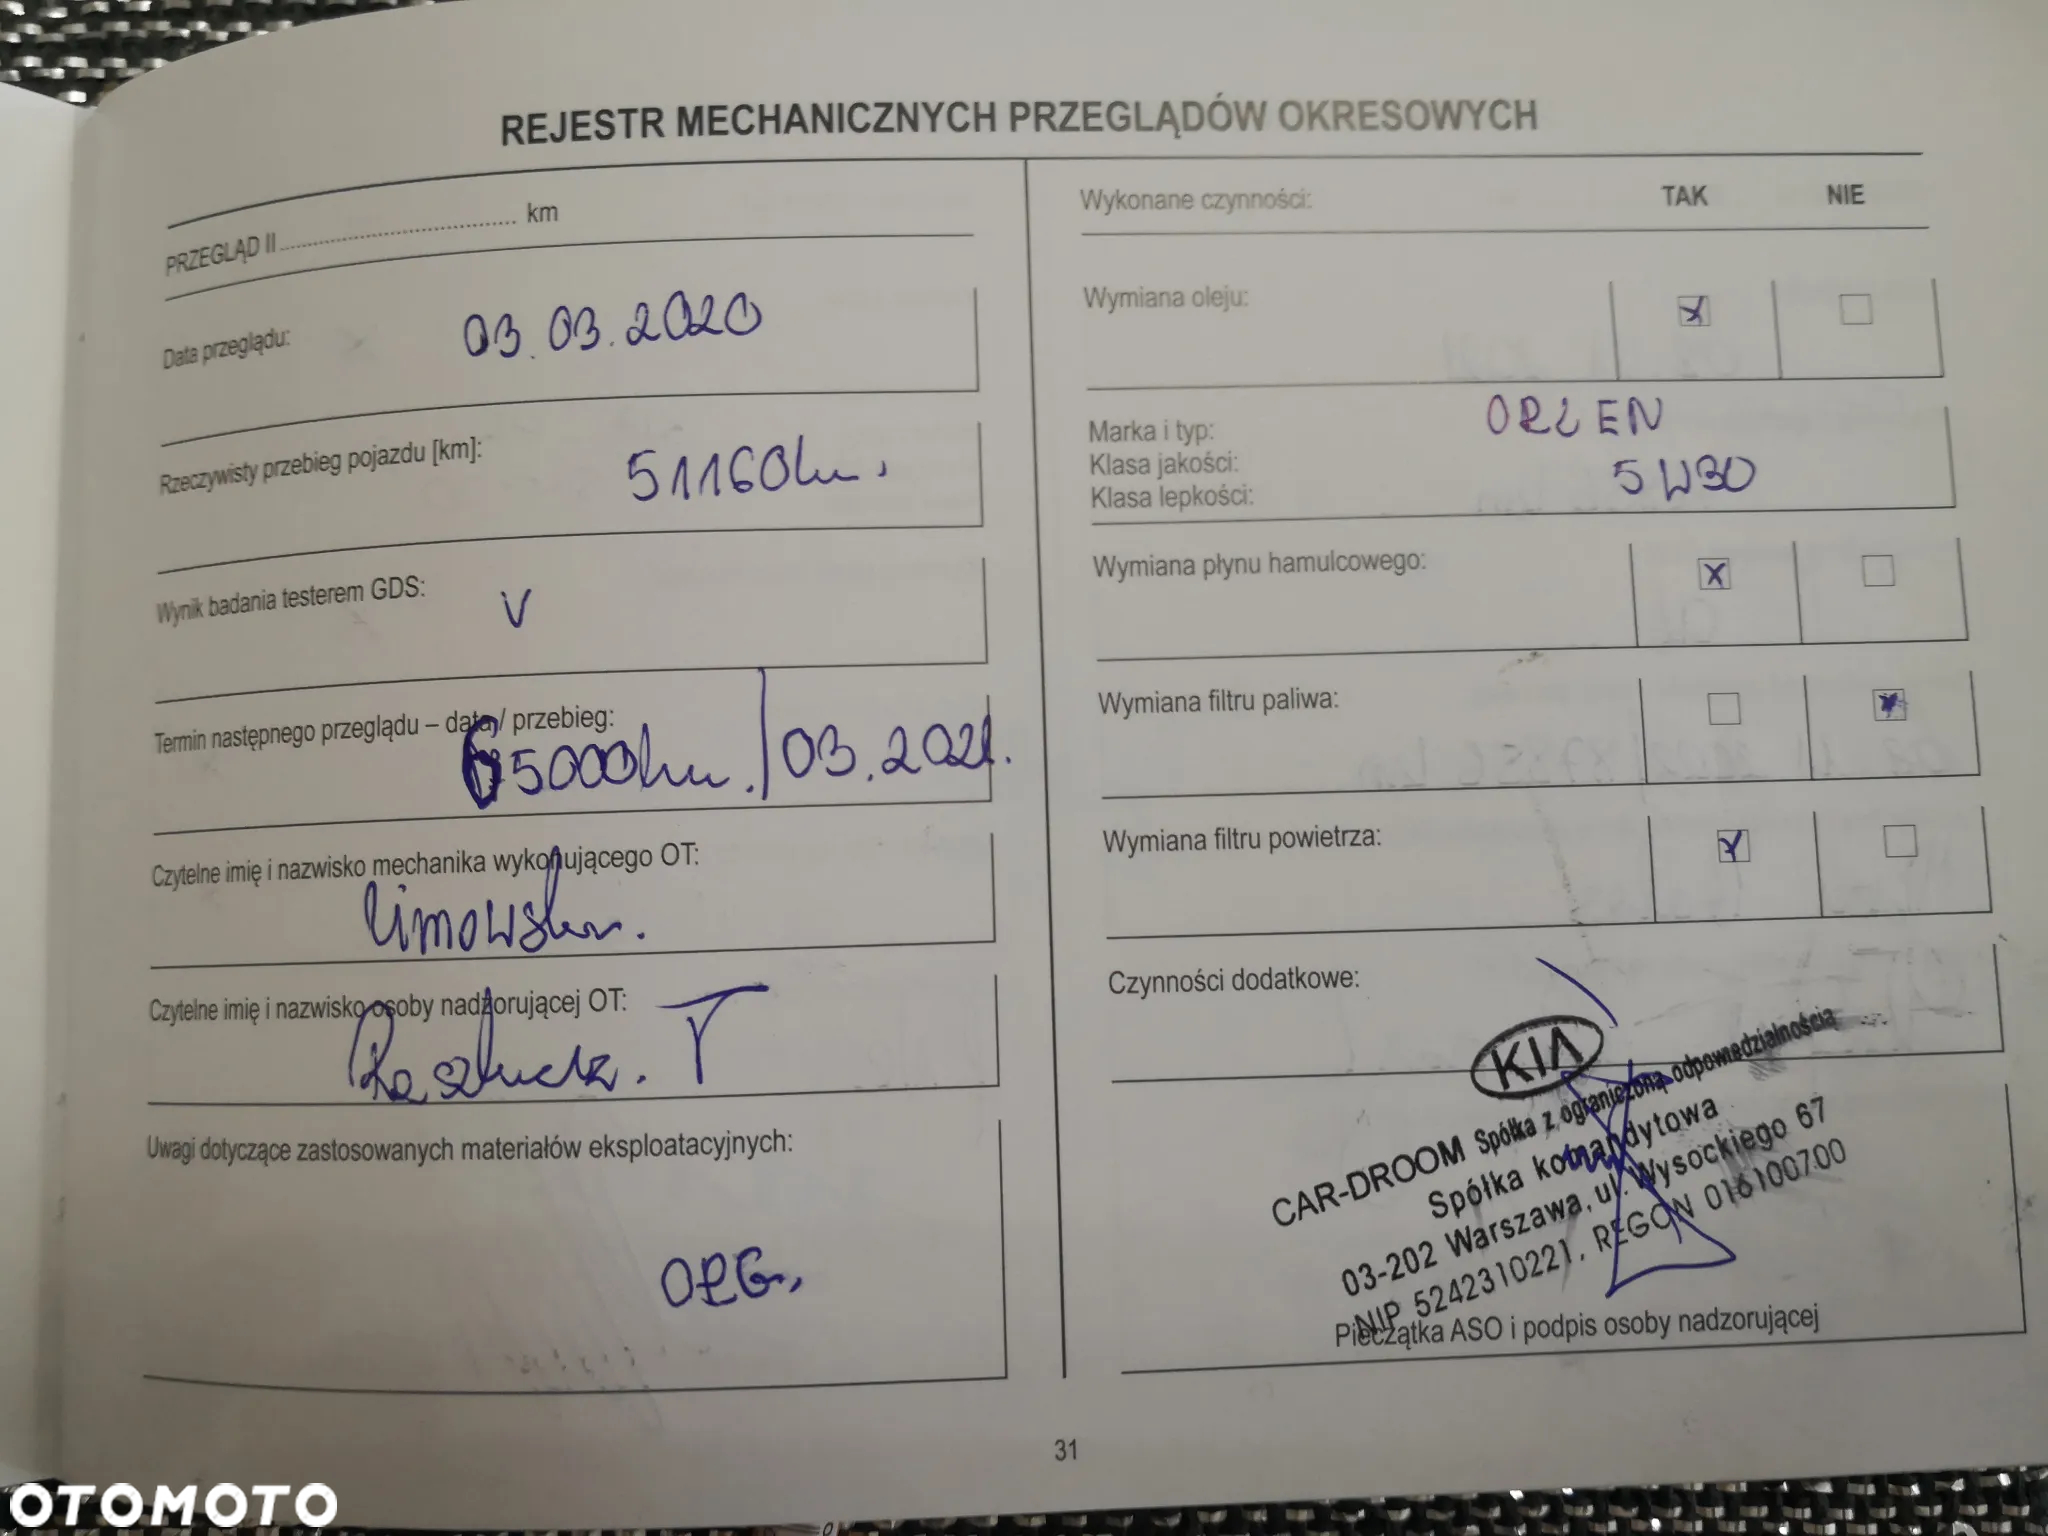 REJESTR MECHANICZNYCH PRZEGLĄDÓW OKRESOWYCH
PRZEGLĄD II ........................................ km
Data przeglądu: 03.03.2020
Rzeczywisty przebieg pojazdu [km]: 51160km.
Wynik badania testerem GDS: V
Termin następnego przeglądu – data / przebieg:
65000km. / 03.2021.
Czytelne imię i nazwisko mechanika wykonującego OT:
Czytelne imię i nazwisko osoby nadzorującej OT:
T
Uwagi dotyczące zastosowanych materiałów eksploatacyjnych:
Wykonane czynności: TAK NIE
Wymiana oleju: x
Marka i typ: ORLEN
Klasa jakości:
Klasa lepkości: 5W30
Wymiana płynu hamulcowego: x
Wymiana filtru paliwa: x
Wymiana filtru powietrza: x
Czynności dodatkowe:
KIA
CAR-DROOM Spółka z ograniczoną odpowiedzialnością
Spółka komandytowa
03-202 Warszawa, ul. Wysockiego 67
NIP 5242310221, REGON 016100700
Pieczątka ASO i podpis osoby nadzorującej
31
OTOMOTO